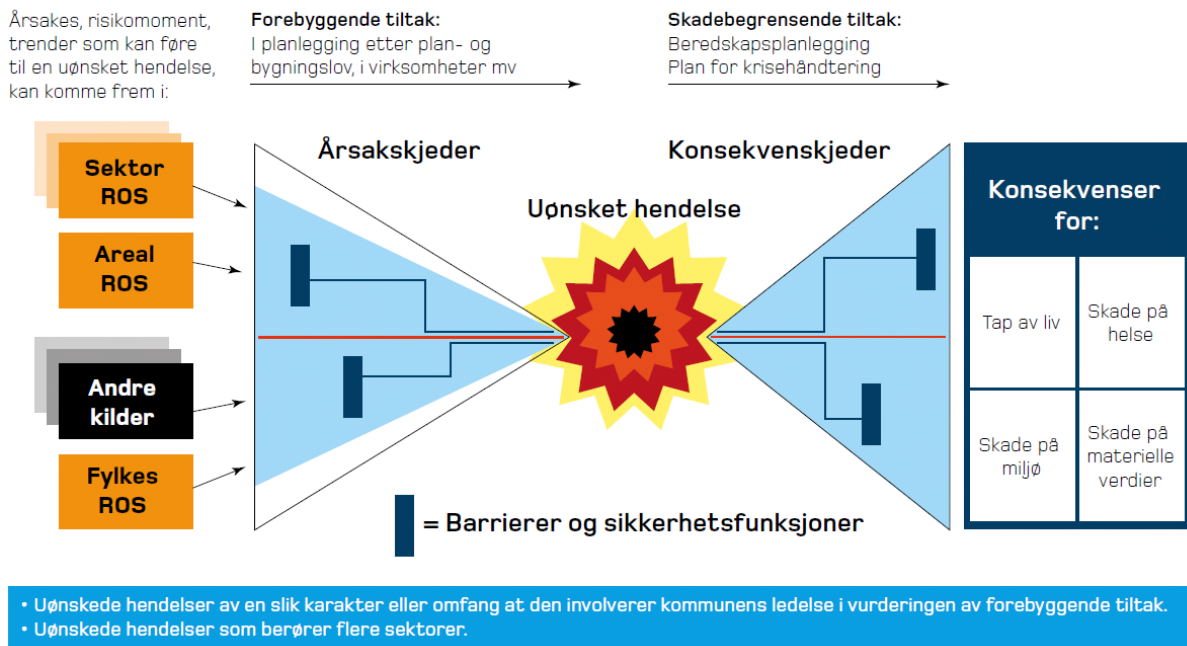 Årsakes, risikomoment,
trender som kan føre
til en uønsket hendelse,
kan komme frem i:
Forebyggende tiltak:
I planlegging etter plan- og
bygningslov, i virksomheter mv
Skadebegrensende tiltak:
Beredskapsplanlegging
Plan for krisehåndtering
Sektor
ROS
Areal
ROS
Andre
kilder
Fylkes
ROS
Årsakskjeder
Uønsket hendelse
Konsekvenskjeder
= Barrierer og sikkerhetsfunksjoner
Konsekvenser
for:
Tap av liv
Skade på
helse
Skade på
miljø
Skade på
materielle
verdier
• Uønskede hendelser av en slik karakter eller omfang at den involverer kommunens ledelse i vurderingen av forebyggende tiltak.
• Uønskede hendelser som berører flere sektorer.